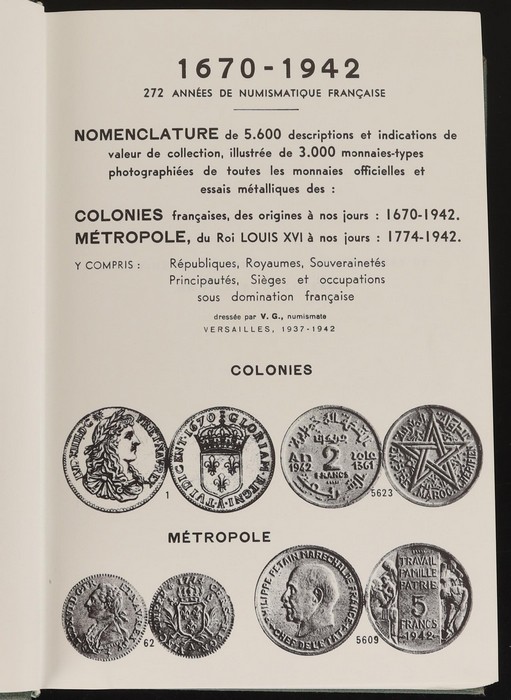 1670-1942
272 ANNÉES DE NUMISMATIQUE FRANÇAISE
NOMENCLATURE de 5.600 descriptions et indications de
valeur de collection, illustrée de 3.000 monnaies-types
photographiées de toutes les monnaies officielles et
essais métalliques des :
COLONIES françaises, des origines à nos jours : 1670-1942.
MÉTROPOLE, du Roi LOUIS XVI à nos jours : 1774-1942.
Y COMPRIS : Républiques, Royaumes, Souverainetés
Principautés, Sièges et occupations
sous domination française
dressée par V. G., numismate
VERSAILLES, 1937-1942
COLONIES
1670 GLORIAM REGNI
2
FRANCS
1942
1361
MAROC
1
5623
MÉTROPOLE
PHILIPPE PETAIN MARECHAL DE FRANCE
CHEF DE L'ETAT
TRAVAIL
FAMILLE
PATRIE
5
FRANCS
1942
62
5609